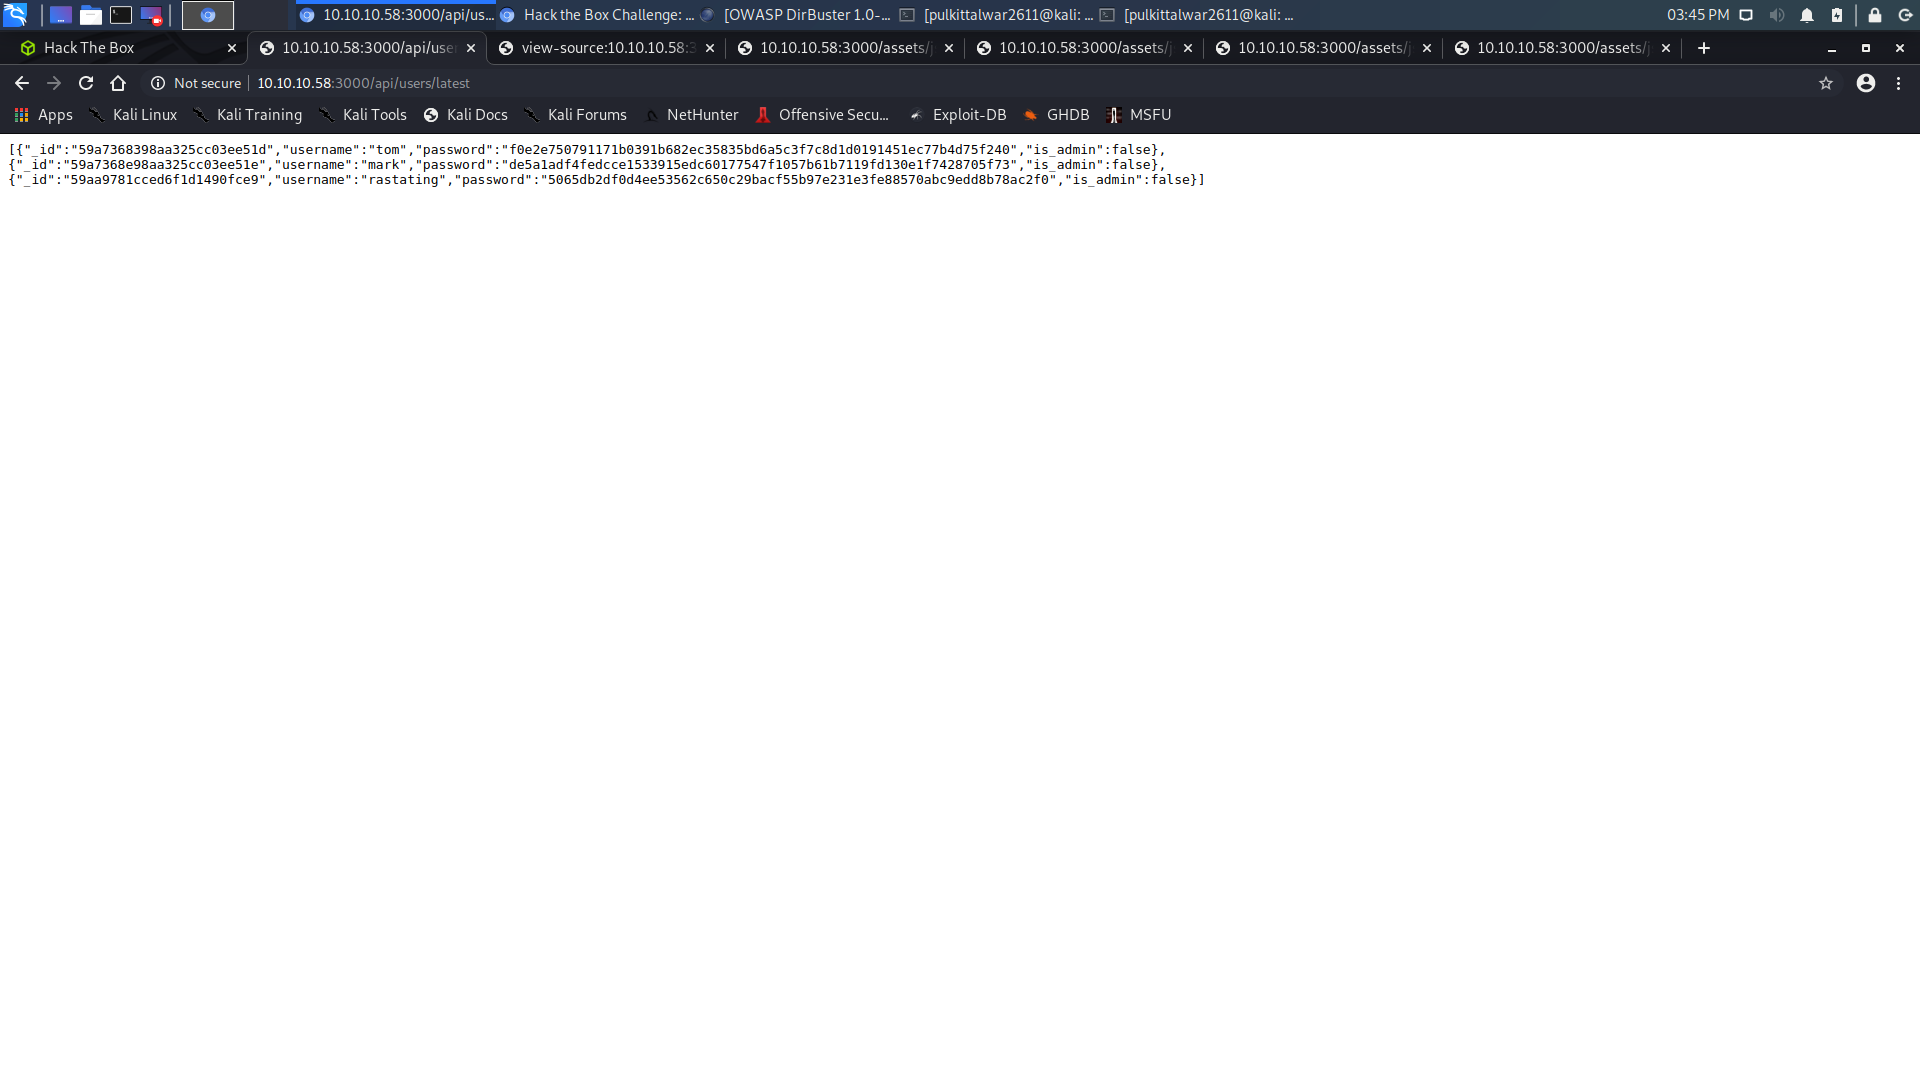 10.10.10.58:3000/api/us...
Hack the Box Challenge: ...
[OWASP DirBuster 1.0-...
[pulkittalwar2611@kali: ...
[pulkittalwar2611@kali: ...
03:45 PM
Hack The Box
10.10.10.58:3000/api/use
view-source:10.10.10.58:3
10.10.10.58:3000/assets/j
10.10.10.58:3000/assets/j
10.10.10.58:3000/assets/j
10.10.10.58:3000/assets/j
Not secure
10.10.10.58:3000/api/users/latest
Apps
Kali Linux
Kali Training
Kali Tools
Kali Docs
Kali Forums
NetHunter
Offensive Secu...
Exploit-DB
GHDB
MSFU
[{"_id":"59a7368398aa325cc03ee51d","username":"tom","password":"f0e2e750791171b0391b682ec35835bd6a5c3f7c8d1d0191451ec77b4d75f240","is_admin":false},
{"_id":"59a7368e98aa325cc03ee51e","username":"mark","password":"de5a1adf4fedcce1533915edc60177547f1057b61b7119fd130e1f7428705f73","is_admin":false},
{"_id":"59aa9781cced6f1d1490fce9","username":"rastating","password":"5065db2df0d4ee53562c650c29bacf55b97e231e3fe88570abc9edd8b78ac2f0","is_admin":false}]